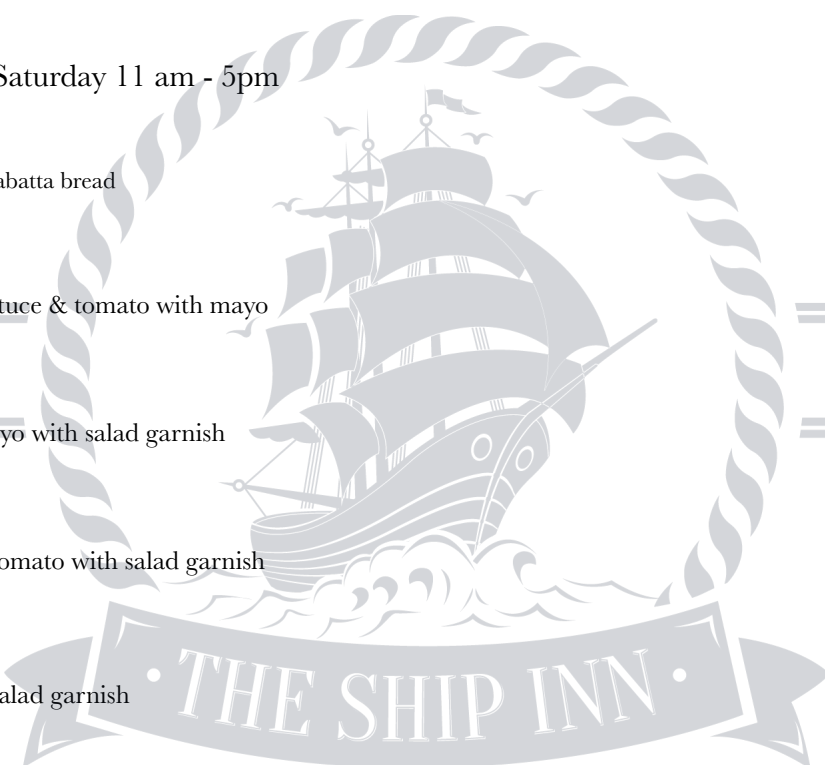 Saturday 11 am - 5pm
abatta bread
tuce & tomato with mayo
yo with salad garnish
omato with salad garnish
alad garnish
THE SHIP INN